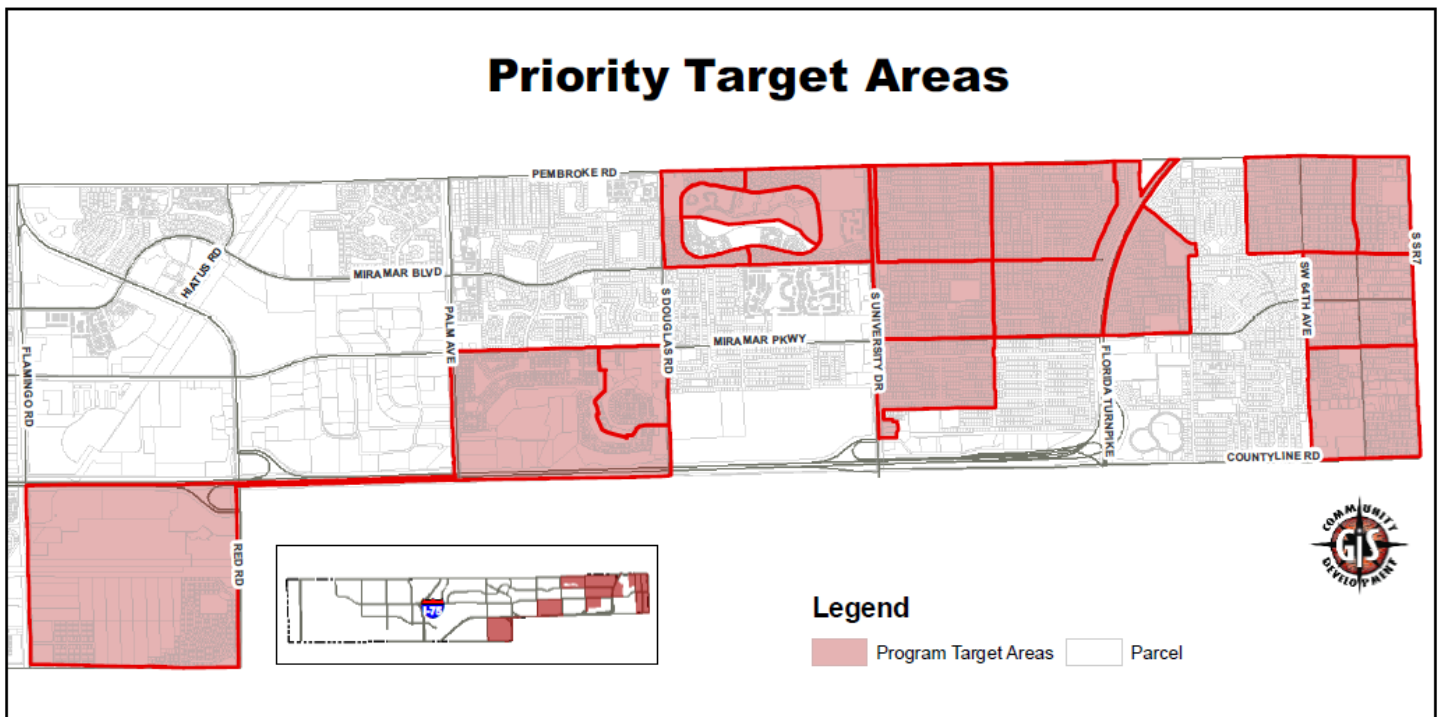 Priority Target Areas
PEMBROKE RD
HIATUS RD
MIRAMAR BLVD
S SR7
SW 64TH AVE
S DOUGLAS RD
S UNIVERSITY DR
PALM AVE
MIRAMAR PKWY
FLAMINGO RD
FLORIDA TURNPIKE
COUNTYLINE RD
RED RD
COMMUNITY
GIS
DEVELOPMENT
I-75
Legend
Program Target Areas
Parcel